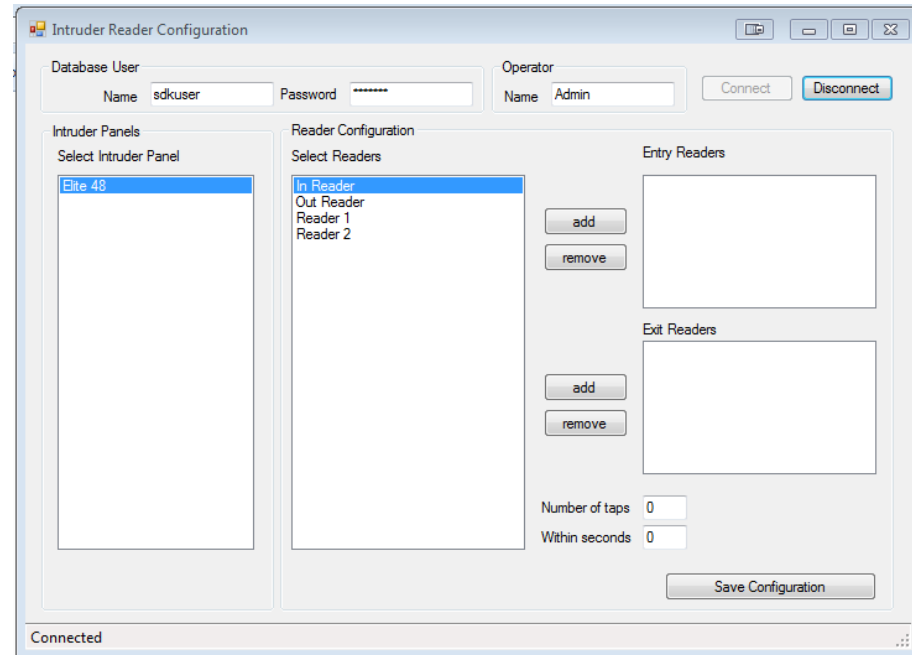 Intruder Reader Configuration
Database User
Name sdkuser Password *******
Operator
Name Admin
Connect Disconnect
Intruder Panels
Select Intruder Panel
Elite 48
Reader Configuration
Select Readers
In Reader
Out Reader
Reader 1
Reader 2
add
remove
Entry Readers
add
remove
Exit Readers
Number of taps 0
Within seconds 0
Save Configuration
Connected